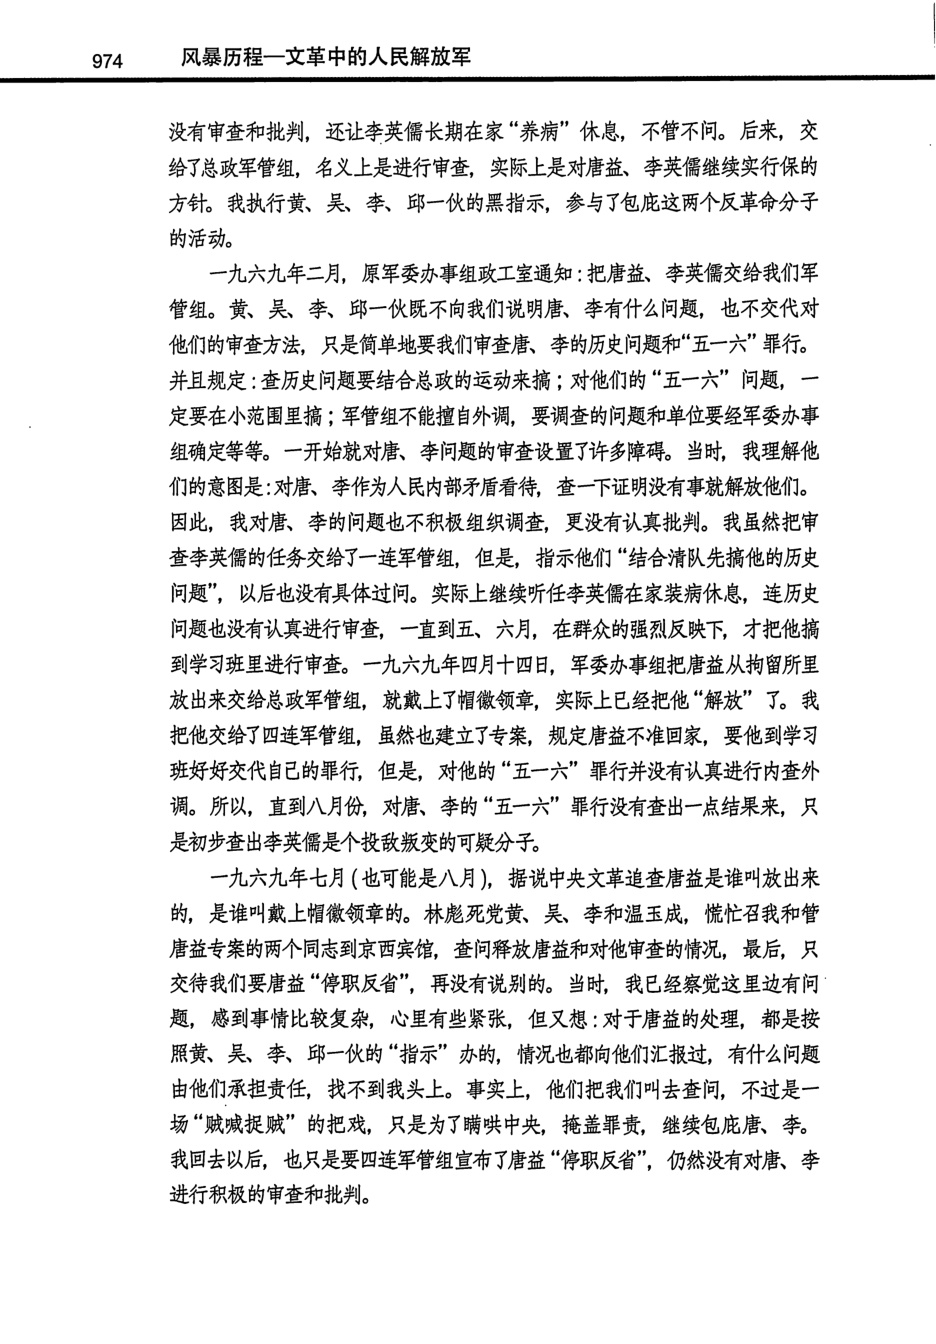 974 风暴历程—文革中的人民解放军
没有审查和批判，还让李英儒长期在家“养病”休息，不管不问。后来，交
给了总政军管组，名义上是进行审查，实际上是对唐益、李英儒继续实行保的
方针。我执行黄、吴、李、邱一伙的黑指示，参与了包庇这两个反革命分子
的活动。
一九六九年二月，原军委办事组政工室通知：把唐益、李英儒交给我们军
管组。黄、吴、李、邱一伙既不向我们说明唐、李有什么问题，也不交代对
他们的审查方法，只是简单地要我们审查唐、李的历史问题和“五一六”罪行。
并且规定：查历史问题要结合总政的运动来搞；对他们的“五一六”问题，一
定要在小范围里搞；军管组不能擅自外调，要调查的问题和单位要经军委办事
组确定等等。一开始就对唐、李问题的审查设置了许多障碍。当时，我理解他
们的意图是：对唐、李作为人民内部矛盾看待，查一下证明没有事就解放他们。
因此，我对唐、李的问题也不积极组织调查，更没有认真批判。我虽然把审
查李英儒的任务交给了一连军管组，但是，指示他们“结合清队先搞他的历史
问题”，以后也没有具体过问。实际上继续听任李英儒在家装病休息，连历史
问题也没有认真进行审查，一直到五、六月，在群众的强烈反映下，才把他搞
到学习班里进行审查。一九六九年四月十四日，军委办事组把唐益从拘留所里
放出来交给总政军管组，就戴上了帽徽领章，实际上已经把他“解放”了。我
把他交给了四连军管组，虽然也建立了专案，规定唐益不准回家，要他到学习
班好好交代自己的罪行，但是，对他的“五一六”罪行并没有认真进行内查外
调。所以，直到八月份，对唐、李的“五一六”罪行没有查出一点结果来，只
是初步查出李英儒是个投敌叛变的可疑分子。
一九六九年七月（也可能是八月），据说中央文革追查唐益是谁叫放出来
的，是谁叫戴上帽徽领章的。林彪死党黄、吴、李和温玉成，慌忙召我和管
唐益专案的两个同志到京西宾馆，查问释放唐益和对他审查的情况，最后，只
交待我们要唐益“停职反省”，再没有说别的。当时，我已经察觉这里边有问
题，感到事情比较复杂，心里有些紧张，但又想：对于唐益的处理，都是按
照黄、吴、李、邱一伙的“指示”办的，情况也都向他们汇报过，有什么问题
由他们承担责任，找不到我头上。事实上，他们把我们叫去查问，不过是一
场“贼喊捉贼”的把戏，只是为了瞒哄中央，掩盖罪责，继续包庇唐、李。
我回去以后，也只是要四连军管组宣布了唐益“停职反省”，仍然没有对唐、李
进行积极的审查和批判。